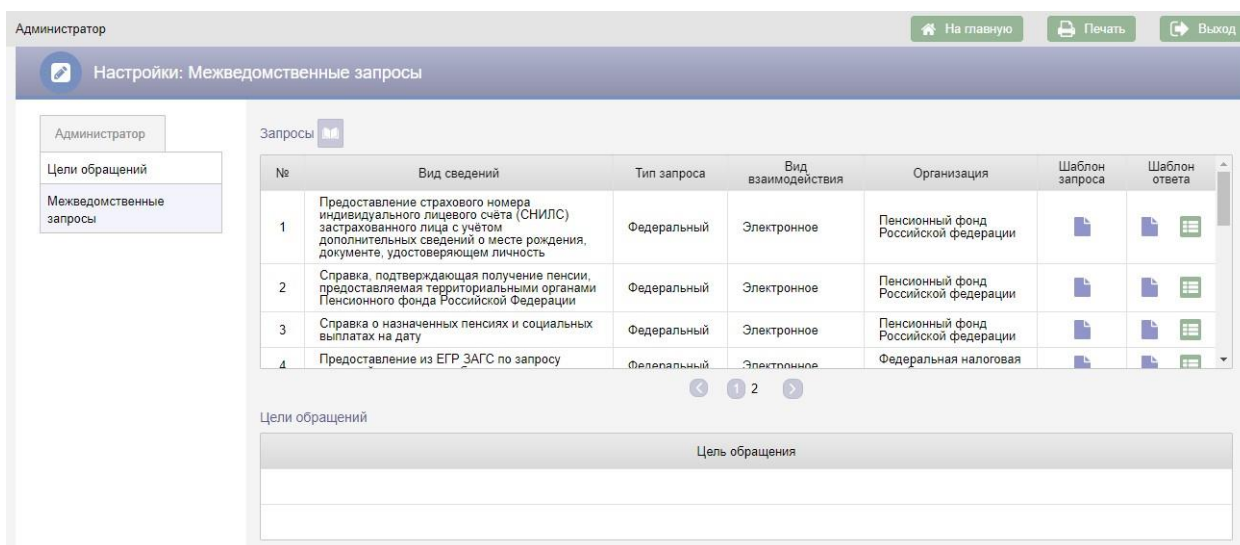 Администратор
На главную
Печать
Выход
Настройки: Межведомственные запросы
Администратор
Цели обращений
Межведомственные
запросы
Запросы
№ Вид сведений Тип запроса Вид взаимодействия Организация Шаблон запроса Шаблон ответа
1
Предоставление страхового номера
индивидуального лицевого счёта (СНИЛС)
застрахованного лица с учётом
дополнительных сведений о месте рождения,
документе, удостоверяющем личность
Федеральный
Электронное
Пенсионный фонд
Российской федерации
2
Справка, подтверждающая получение пенсии,
предоставляемая территориальными органами
Пенсионного фонда Российской Федерации
Федеральный
Электронное
Пенсионный фонд
Российской федерации
3
Справка о назначенных пенсиях и социальных
выплатах на дату
Федеральный
Электронное
Пенсионный фонд
Российской федерации
4
Предоставление из ЕГР ЗАГС по запросу
Федеральный
Электронное
Федеральная налоговая
1 2
Цели обращений
Цель обращения